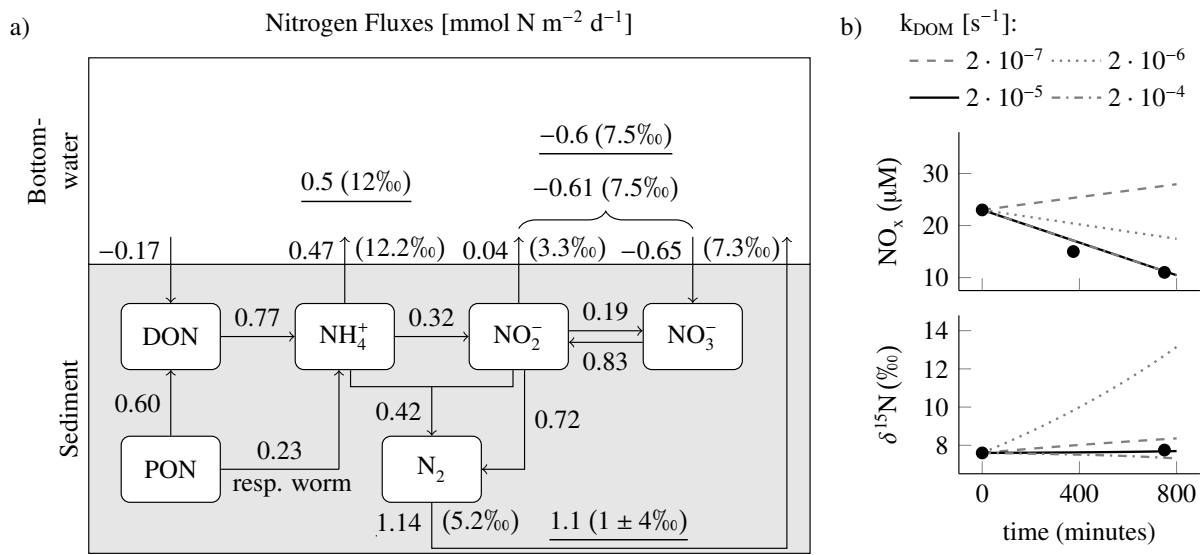 a)
Nitrogen Fluxes [mmol N m⁻² d⁻¹]
Bottom-
water
Sediment
−0.6 (7.5‰)
0.5 (12‰)
−0.61 (7.5‰)
−0.17
0.47
(12.2‰)
0.04
(3.3‰)
−0.65
(7.3‰)
DON
0.77
NH₄⁺
0.32
NO₂⁻
0.19
0.83
NO₃⁻
0.60
0.42
0.72
PON
0.23
resp. worm
N₂
1.14
(5.2‰)
1.1 (1 ± 4‰)
b)
k_DOM [s⁻¹]:
2 · 10⁻⁷
2 · 10⁻⁶
2 · 10⁻⁵
2 · 10⁻⁴
NOₓ (μM)
30
20
10
δ¹⁵N (‰)
14
12
10
8
6
0
400
800
time (minutes)